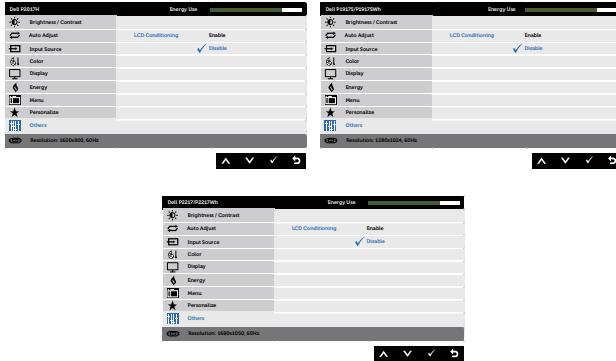 Dell P2017H Energy Use
Brightness / Contrast
Auto Adjust LCD Conditioning Enable
Input Source Disable
Color
Display
Energy
Menu
Personalize
Others
Resolution: 1600x900, 60Hz
Dell P1917S/P1917SWh Energy Use
Brightness / Contrast
Auto Adjust LCD Conditioning Enable
Input Source Disable
Color
Display
Energy
Menu
Personalize
Others
Resolution: 1280x1024, 60Hz
Dell P2217/P2217Wh Energy Use
Brightness / Contrast
Auto Adjust LCD Conditioning Enable
Input Source Disable
Color
Display
Energy
Menu
Personalize
Others
Resolution: 1680x1050, 60Hz